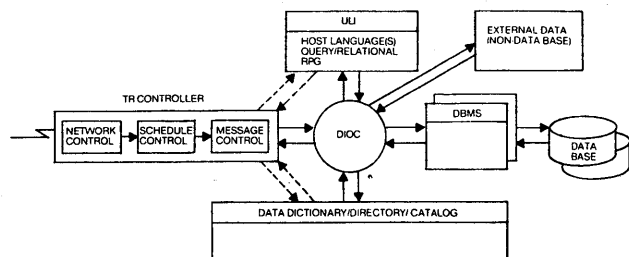 ULI
HOST LANGUAGE(S)
QUERY/RELATIONAL
RPG
EXTERNAL DATA
(NON-DATA BASE)
TR CONTROLLER
NETWORK
CONTROL
SCHEDULE
CONTROL
MESSAGE
CONTROL
DIOC
DBMS
DATA
BASE
DATA DICTIONARY/DIRECTORY/ CATALOG